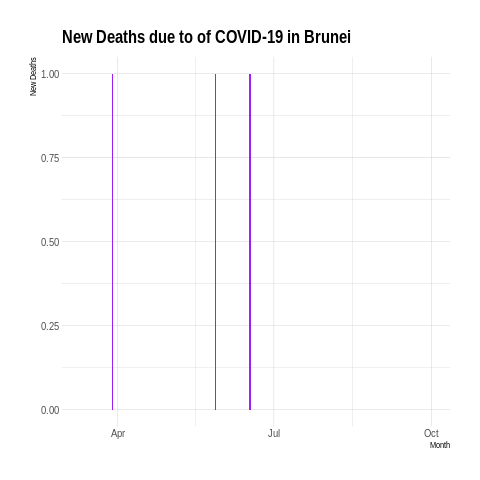 New Deaths due to of COVID-19 in Brunei
New Deaths
1.00
0.75
0.50
0.25
0.00
Apr
Jul
Oct
Month